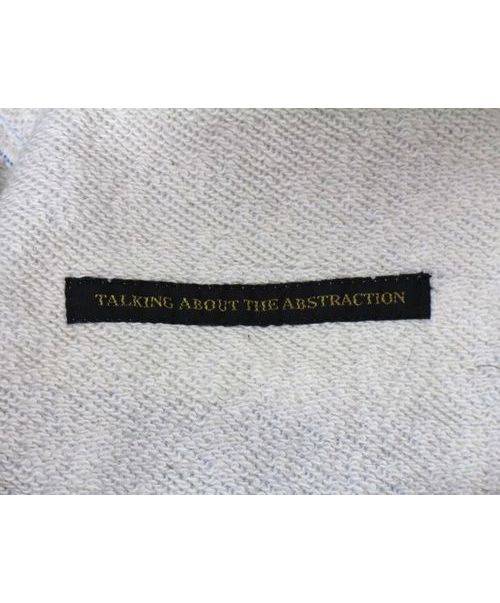 TALKING ABOUT THE ABSTRACTION